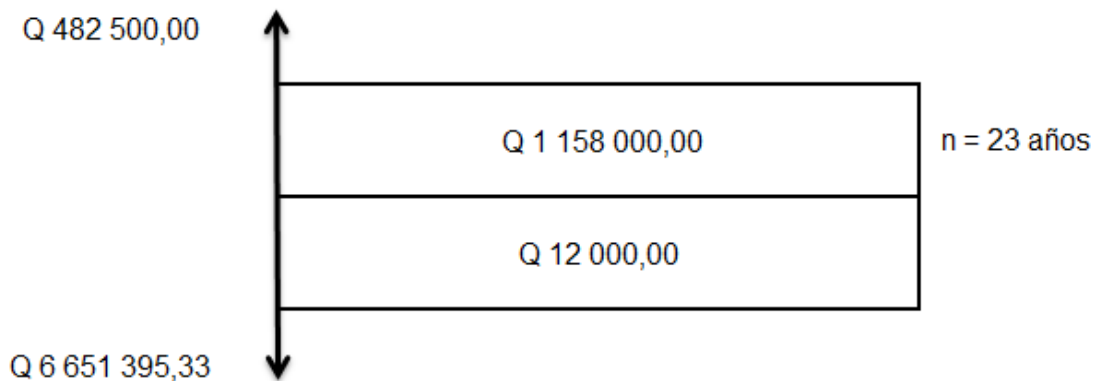 Q 482 500,00
Q 1 158 000,00
n = 23 años
Q 12 000,00
Q 6 651 395,33